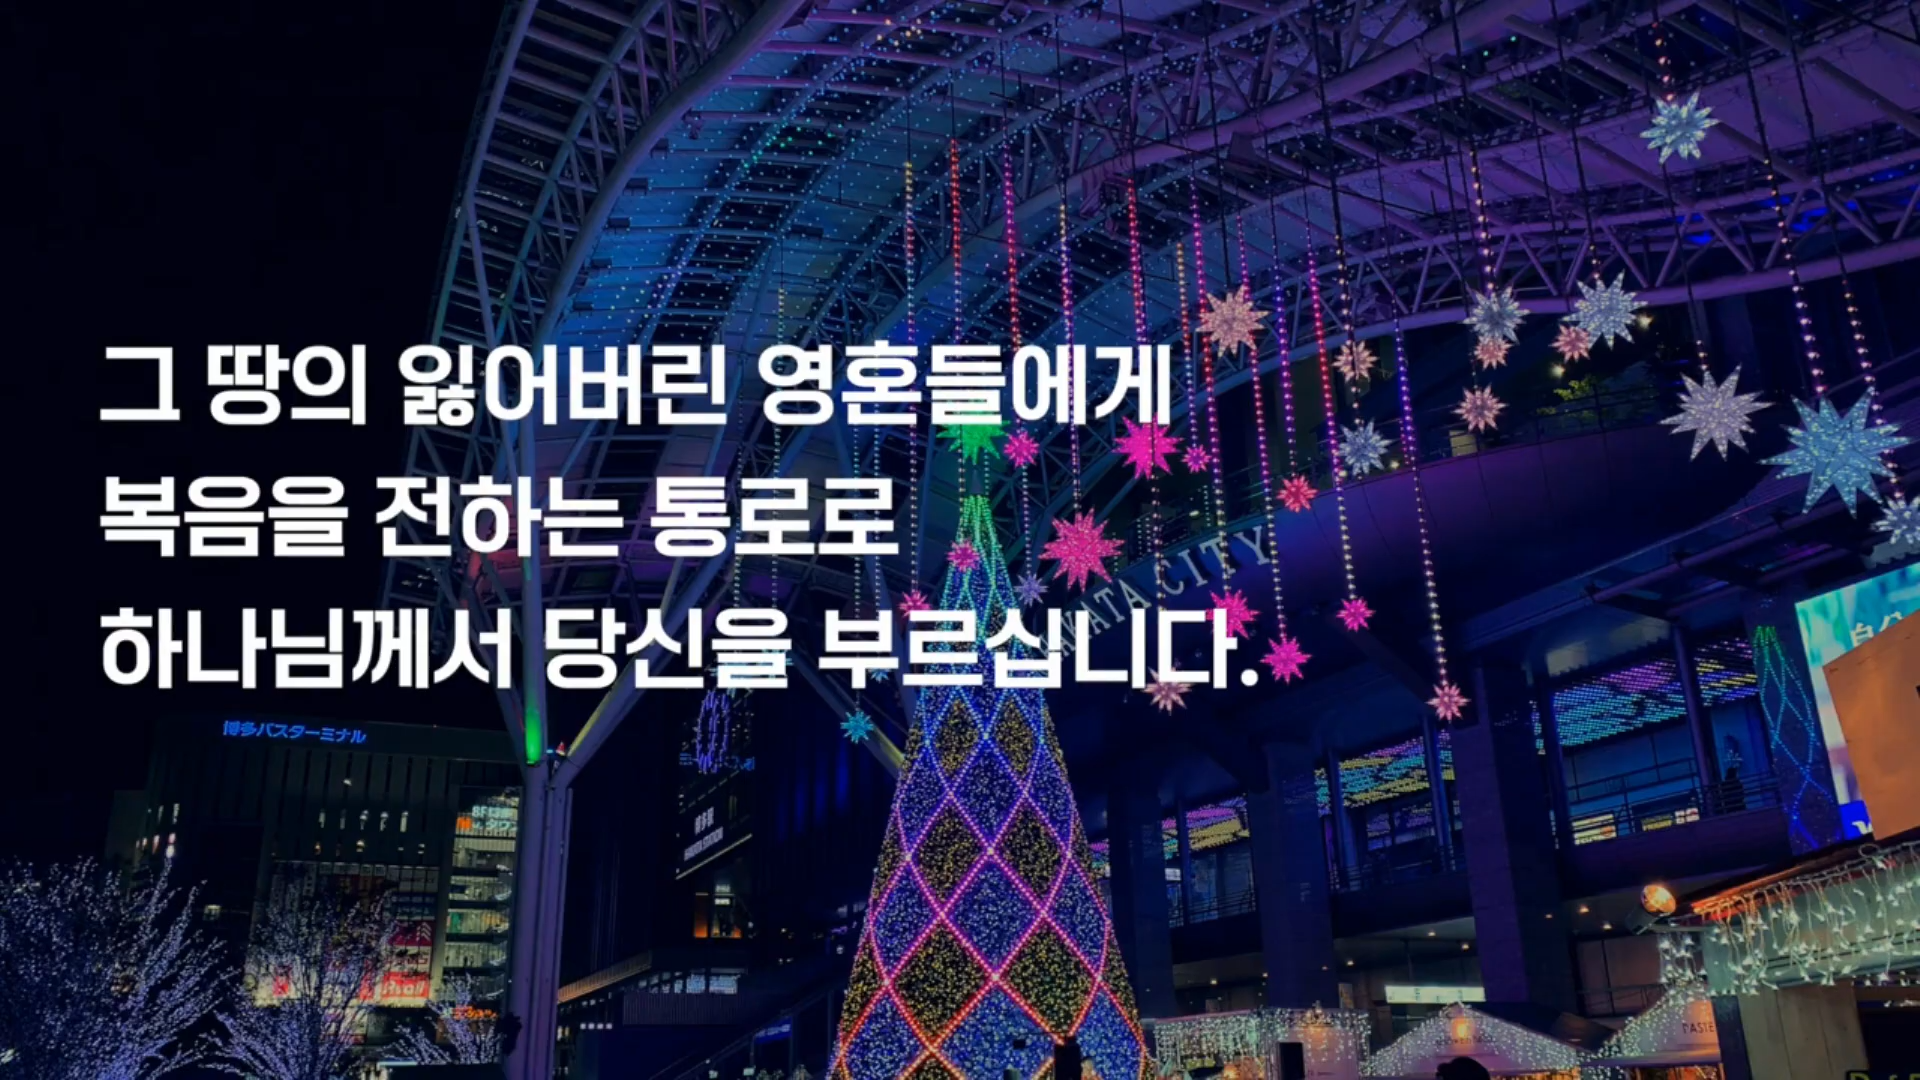 그 땅의 잃어버린 영혼들에게
복음을 전하는 통로로
하나님께서 당신을 부르십니다.
HAKATA CITY
博多バスターミナル